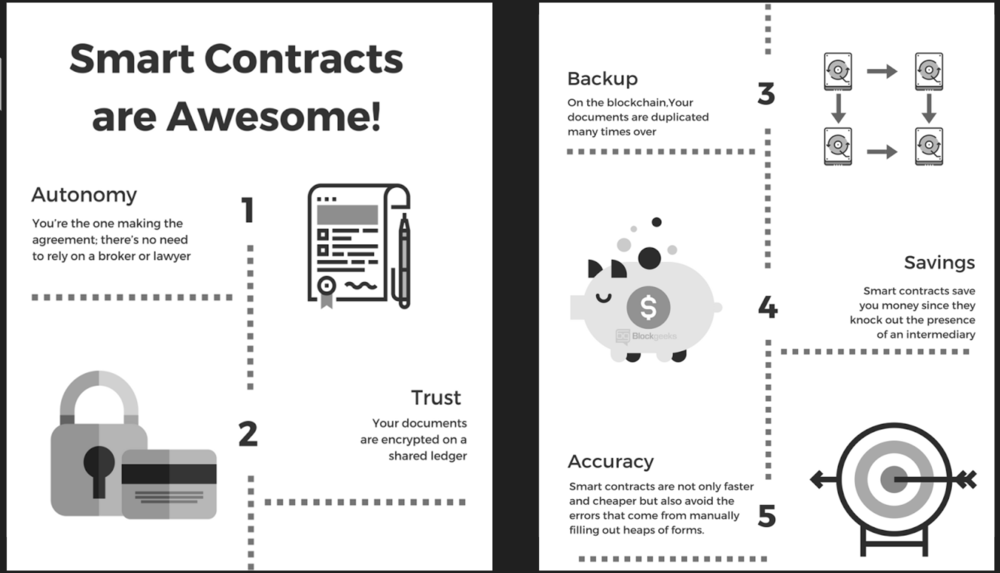 Smart Contracts
are Awesome!
Autonomy
1
You're the one making the
agreement; there's no need
to rely on a broker or lawyer
2
Trust
Your documents
are encrypted on a
shared ledger
Backup
3
On the blockchain,Your
documents are duplicated
many times over
$
Blockgeeks
4
Savings
Smart contracts save
you money since they
knock out the presence
of an intermediary
Accuracy
Smart contracts are not only faster
and cheaper but also avoid the
errors that come from manually
filling out heaps of forms.
5